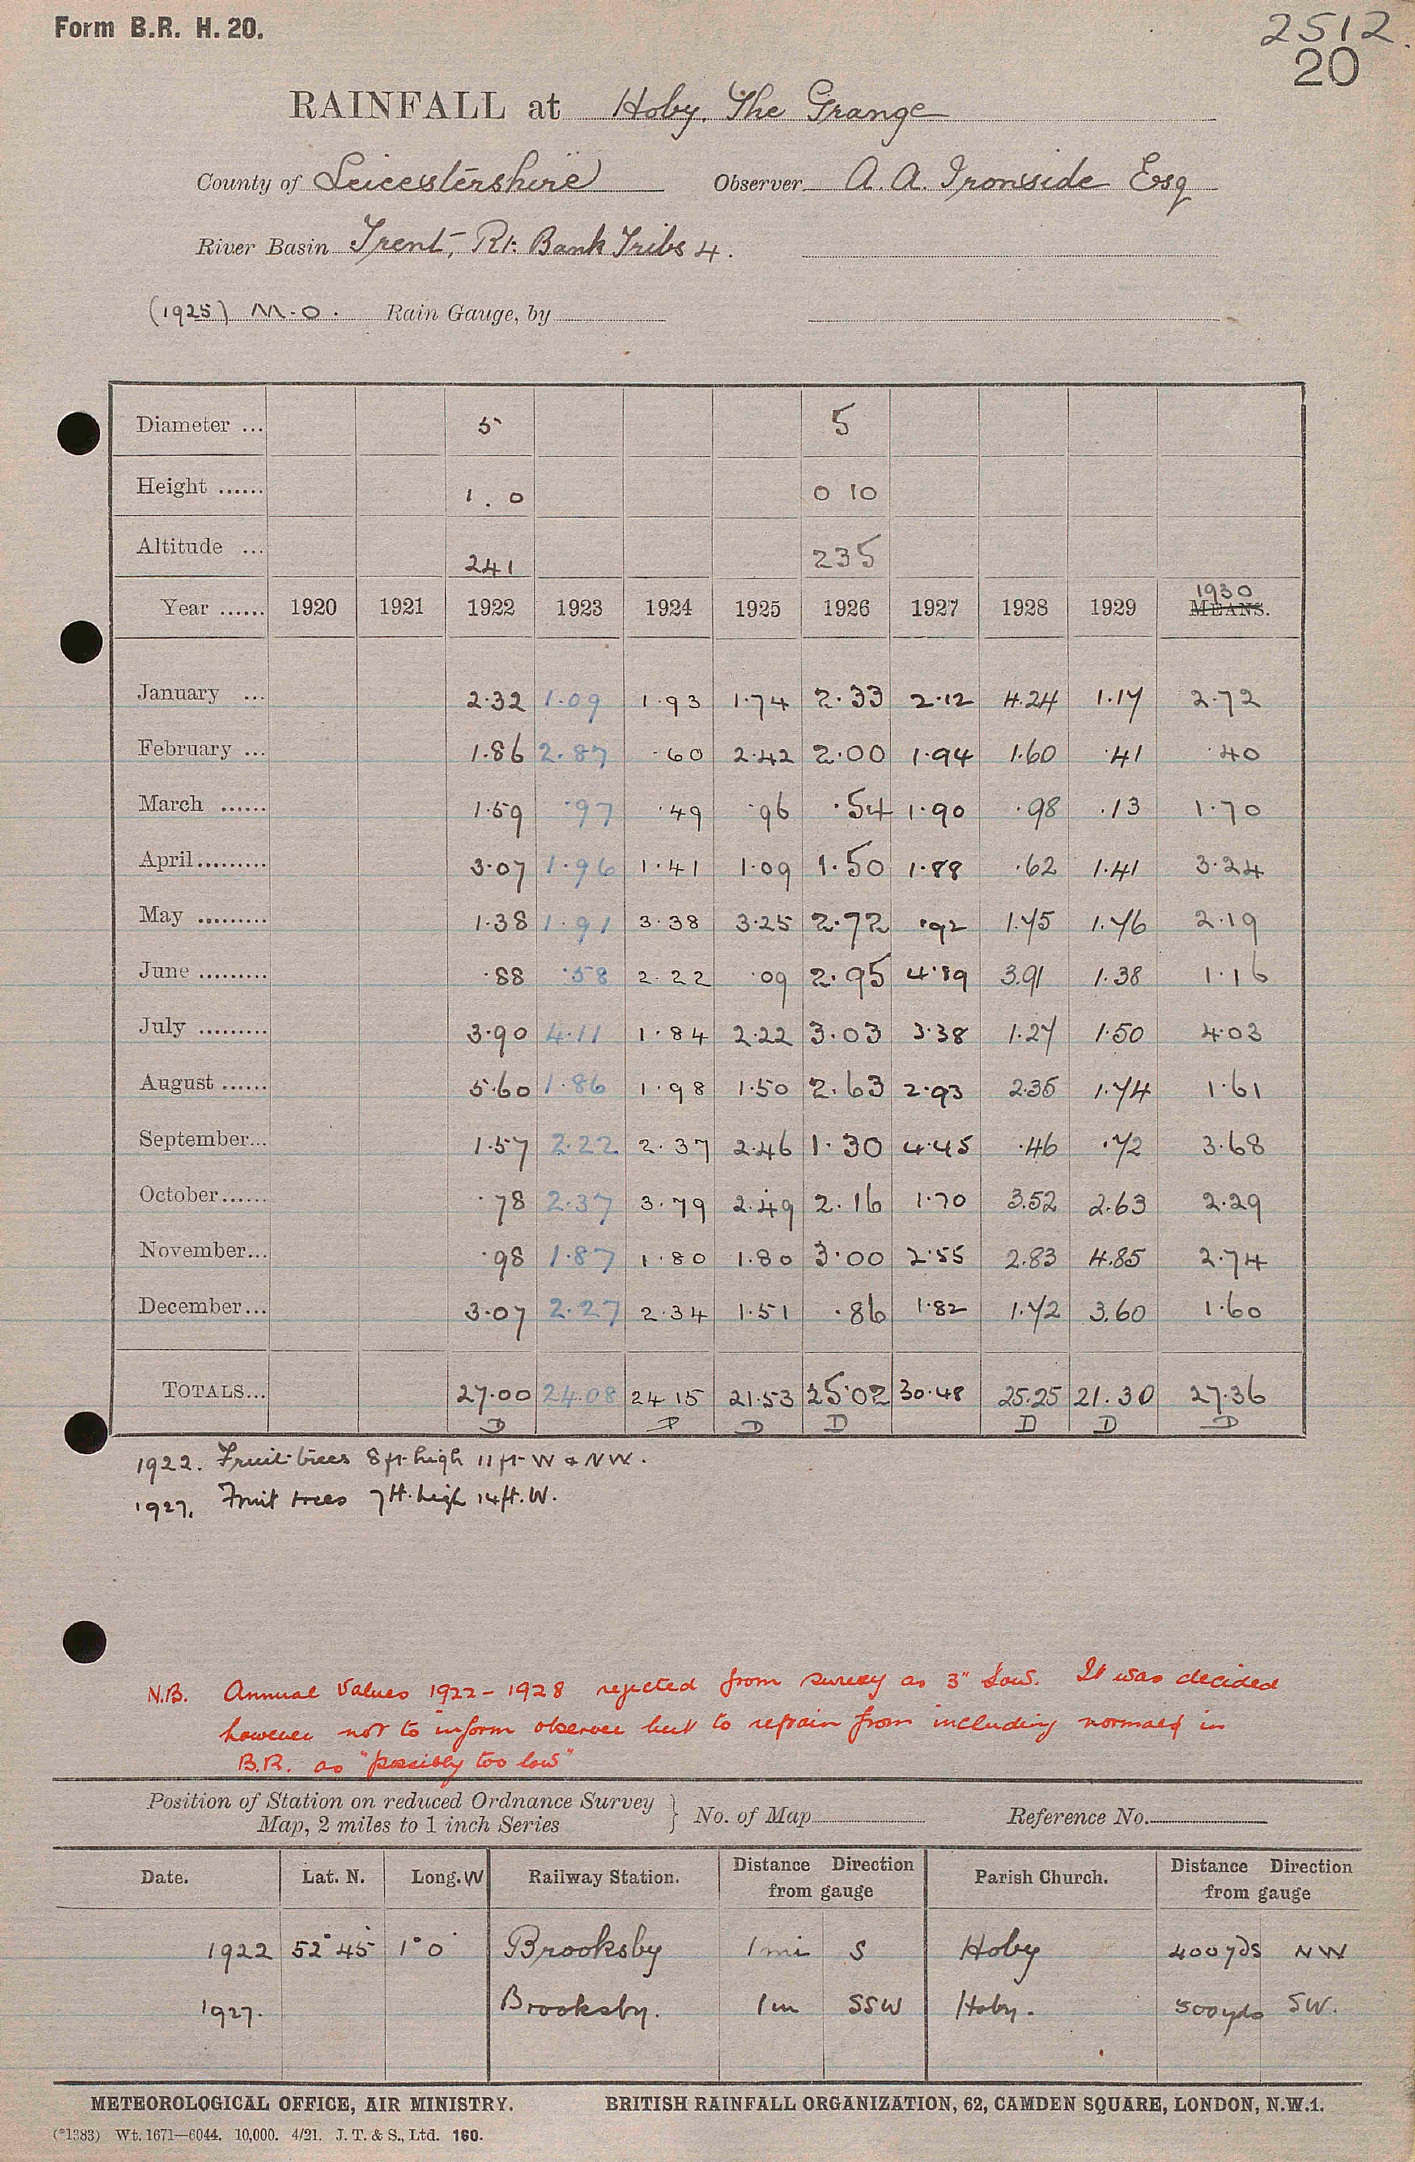 Form B.R. H. 20.
2512.
20
RAINFALL at Hoby. The Grange
County of Leicestershire Observer A. A. Ironside Esq
River Basin Trent, Rt. Bank Tribs 4.
(1925) M.O. Rain Gauge, by
Diameter ... 5 5
Height ...... 1.0 0 10
Altitude ... 241 235
Year ...... 1920 1921 1922 1923 1924 1925 1926 1927 1928 1929 1930 MEANS.
January ... 2.32 1.09 1.93 1.74 2.33 2.12 4.24 1.17 2.72
February ... 1.86 2.87 .60 2.42 2.00 1.94 1.60 .41 .40
March ...... 1.59 .97 .49 .96 .54 1.90 .98 .13 1.70
April......... 3.07 1.96 1.41 1.09 1.50 1.88 .62 1.41 3.24
May ......... 1.38 1.91 3.38 3.25 2.72 .92 1.75 1.76 2.19
June ......... .88 .58 2.22 .09 2.95 4.89 3.91 1.38 1.16
July ......... 3.90 4.11 1.84 2.22 3.03 3.38 1.27 1.50 4.03
August ...... 5.60 1.86 1.98 1.50 2.63 2.93 2.35 1.74 1.61
September... 1.57 2.22 2.37 2.46 1.30 4.45 .46 .72 3.68
October...... .78 2.37 3.79 2.49 2.16 1.70 3.52 2.63 2.29
November... .98 1.87 1.80 1.80 3.00 2.55 2.83 4.85 2.74
December... 3.07 2.27 2.34 1.51 .86 1.82 1.72 3.60 1.60
TOTALS... 27.00 24.08 24.15 21.53 25.02 30.48 25.25 21.30 27.36
D D D D D D D
1922. Fruit trees 8ft high 11ft W & NW.
1927. Fruit trees 7ft. high 14ft. W.
N.B. Annual Values 1922-1928 rejected from survey as 3" low. It was decided
however not to inform observer but to refrain from including normals in
B.R. as "possibly too low"
Position of Station on reduced Ordnance Survey
Map, 2 miles to 1 inch Series } No. of Map Reference No.
Date. Lat. N. Long. W Railway Station. Distance Direction from gauge Parish Church. Distance Direction from gauge
1922 52° 45' 1° 0' Brooksby 1 mi S Hoby 400 yds NW
1927. Brooksby. 1 m SSW Hoby. 500 yds SW.
METEOROLOGICAL OFFICE, AIR MINISTRY. BRITISH RAINFALL ORGANIZATION, 62, CAMDEN SQUARE, LONDON, N.W.1.
(*1383) Wt. 1671—6044. 10,000. 4/21. J. T. & S., Ltd. 160.